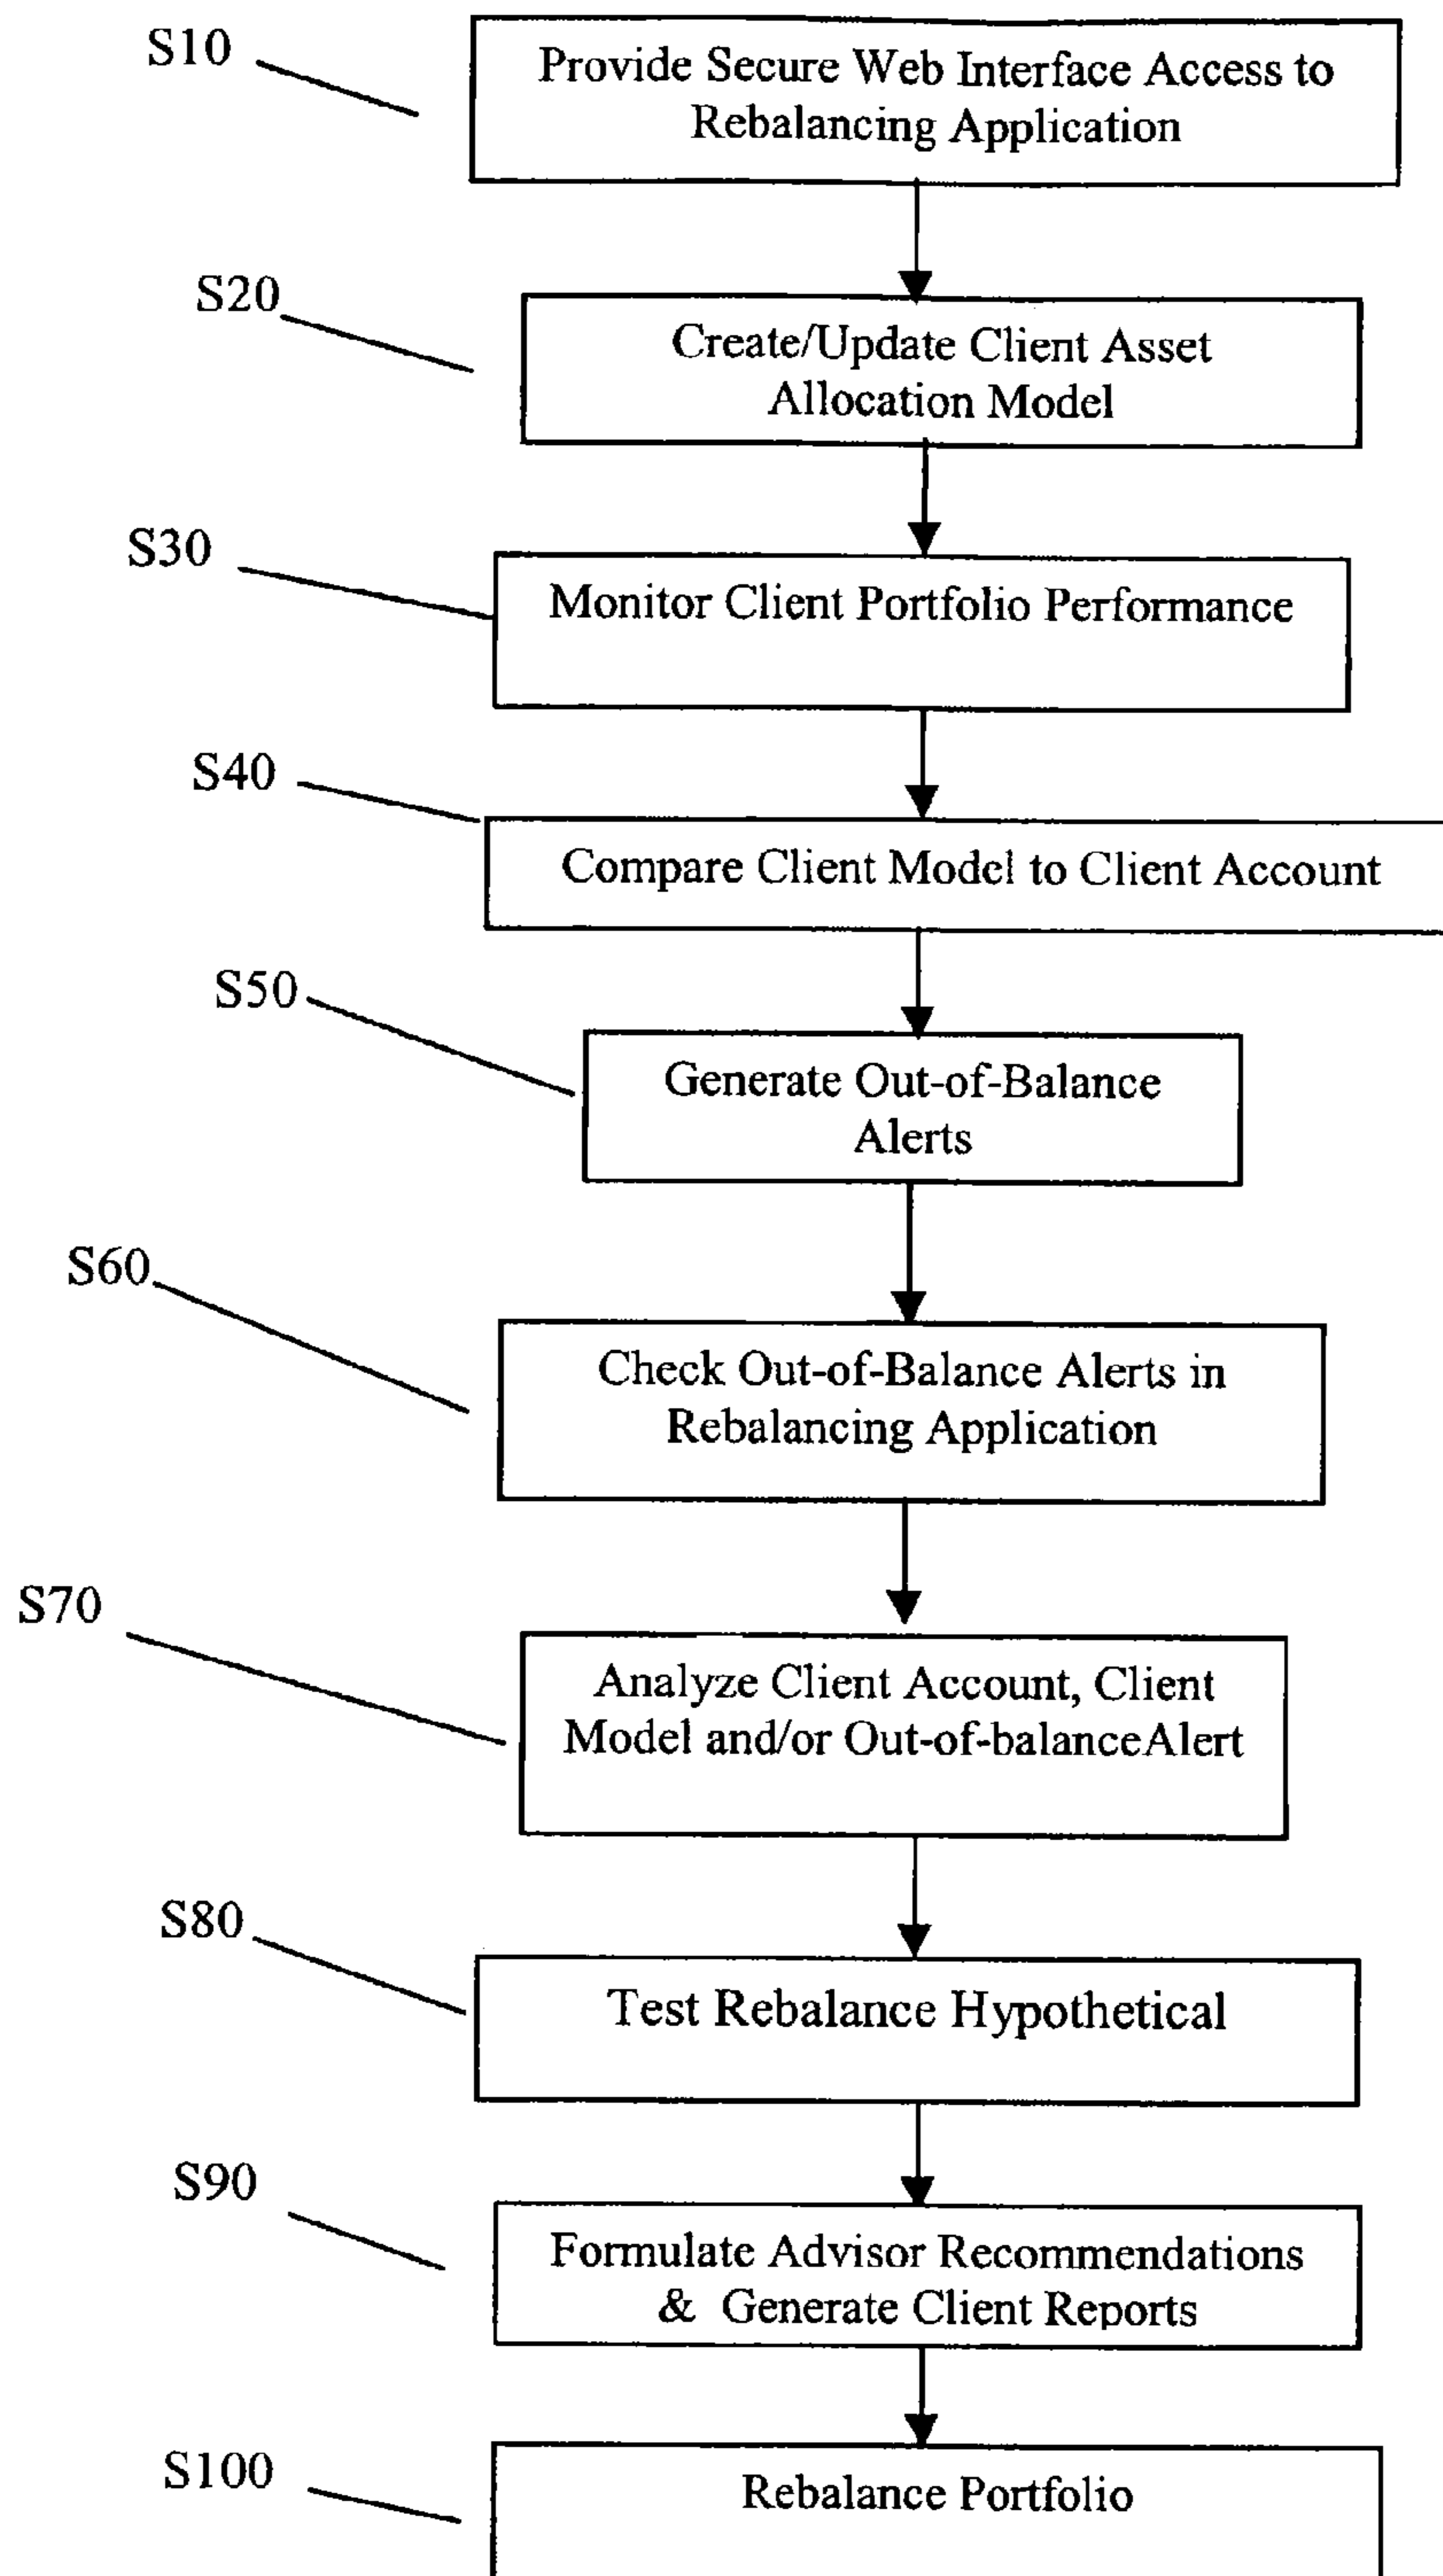 S10
Provide Secure Web Interface Access to
Rebalancing Application
S20
Create/Update Client Asset
Allocation Model
S30
Monitor Client Portfolio Performance
S40
Compare Client Model to Client Account
S50
Generate Out-of-Balance
Alerts
S60
Check Out-of-Balance Alerts in
Rebalancing Application
S70
Analyze Client Account, Client
Model and/or Out-of-balanceAlert
S80
Test Rebalance Hypothetical
S90
Formulate Advisor Recommendations
& Generate Client Reports
S100
Rebalance Portfolio